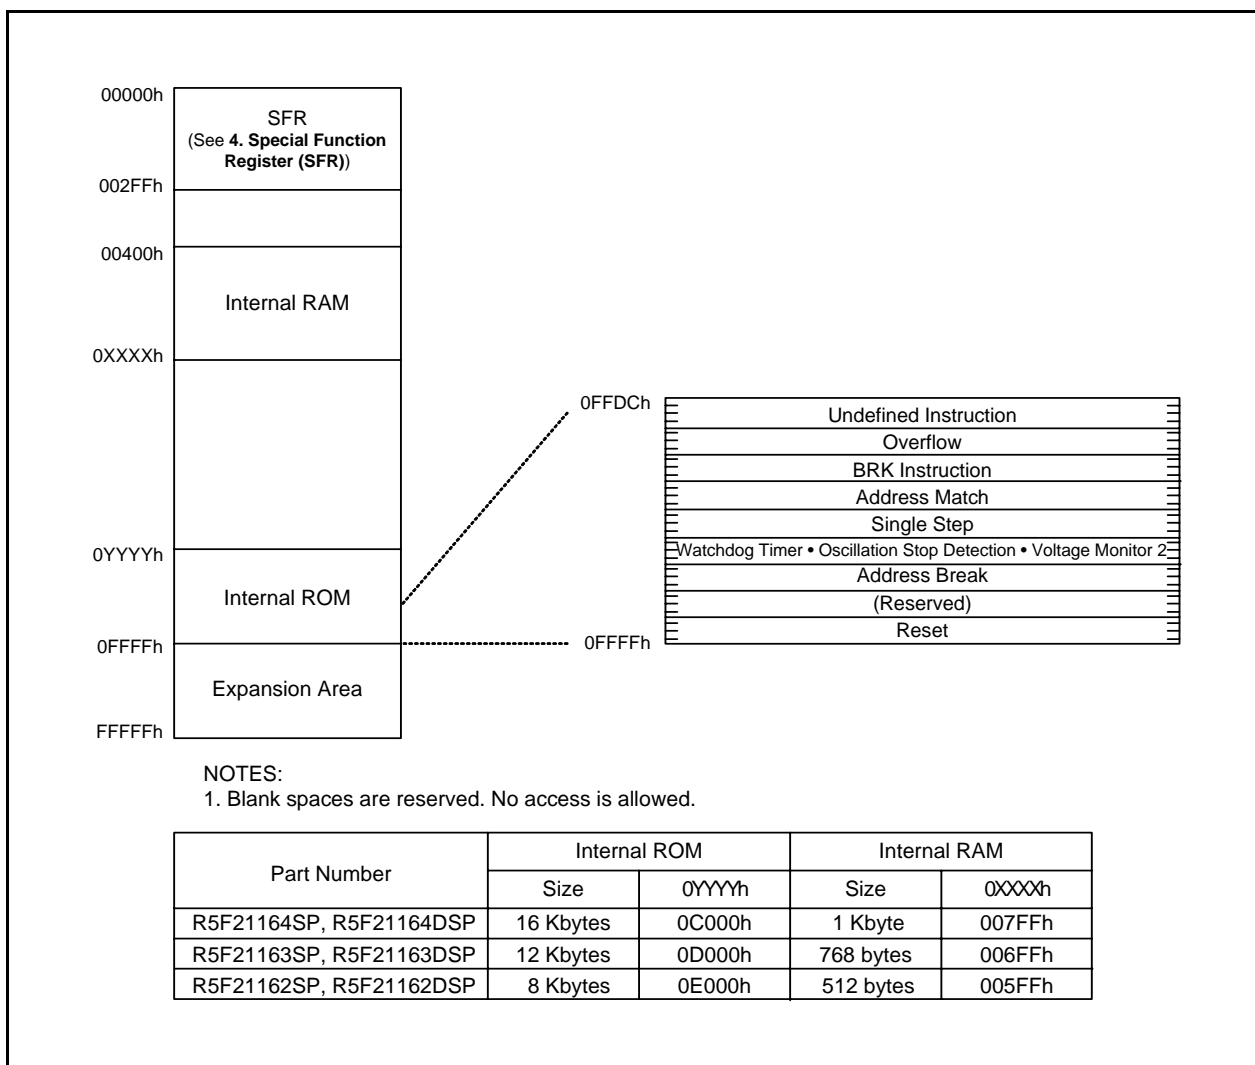 00000h
SFR
(See 4. Special Function
Register (SFR))
002FFh
00400h
Internal RAM
0XXXXh
0FFDCh
Undefined Instruction
Overflow
BRK Instruction
Address Match
Single Step
0YYYYh
Watchdog Timer • Oscillation Stop Detection • Voltage Monitor 2
Address Break
Internal ROM
(Reserved)
Reset
0FFFFh
0FFFFh
Expansion Area
FFFFFh
NOTES:
1. Blank spaces are reserved. No access is allowed.
Part Number
Internal ROM
Internal RAM
Size
0YYYYh
Size
0XXXXh
R5F21164SP, R5F21164DSP 16 Kbytes 0C000h 1 Kbyte 007FFh
R5F21163SP, R5F21163DSP 12 Kbytes 0D000h 768 bytes 006FFh
R5F21162SP, R5F21162DSP 8 Kbytes 0E000h 512 bytes 005FFh